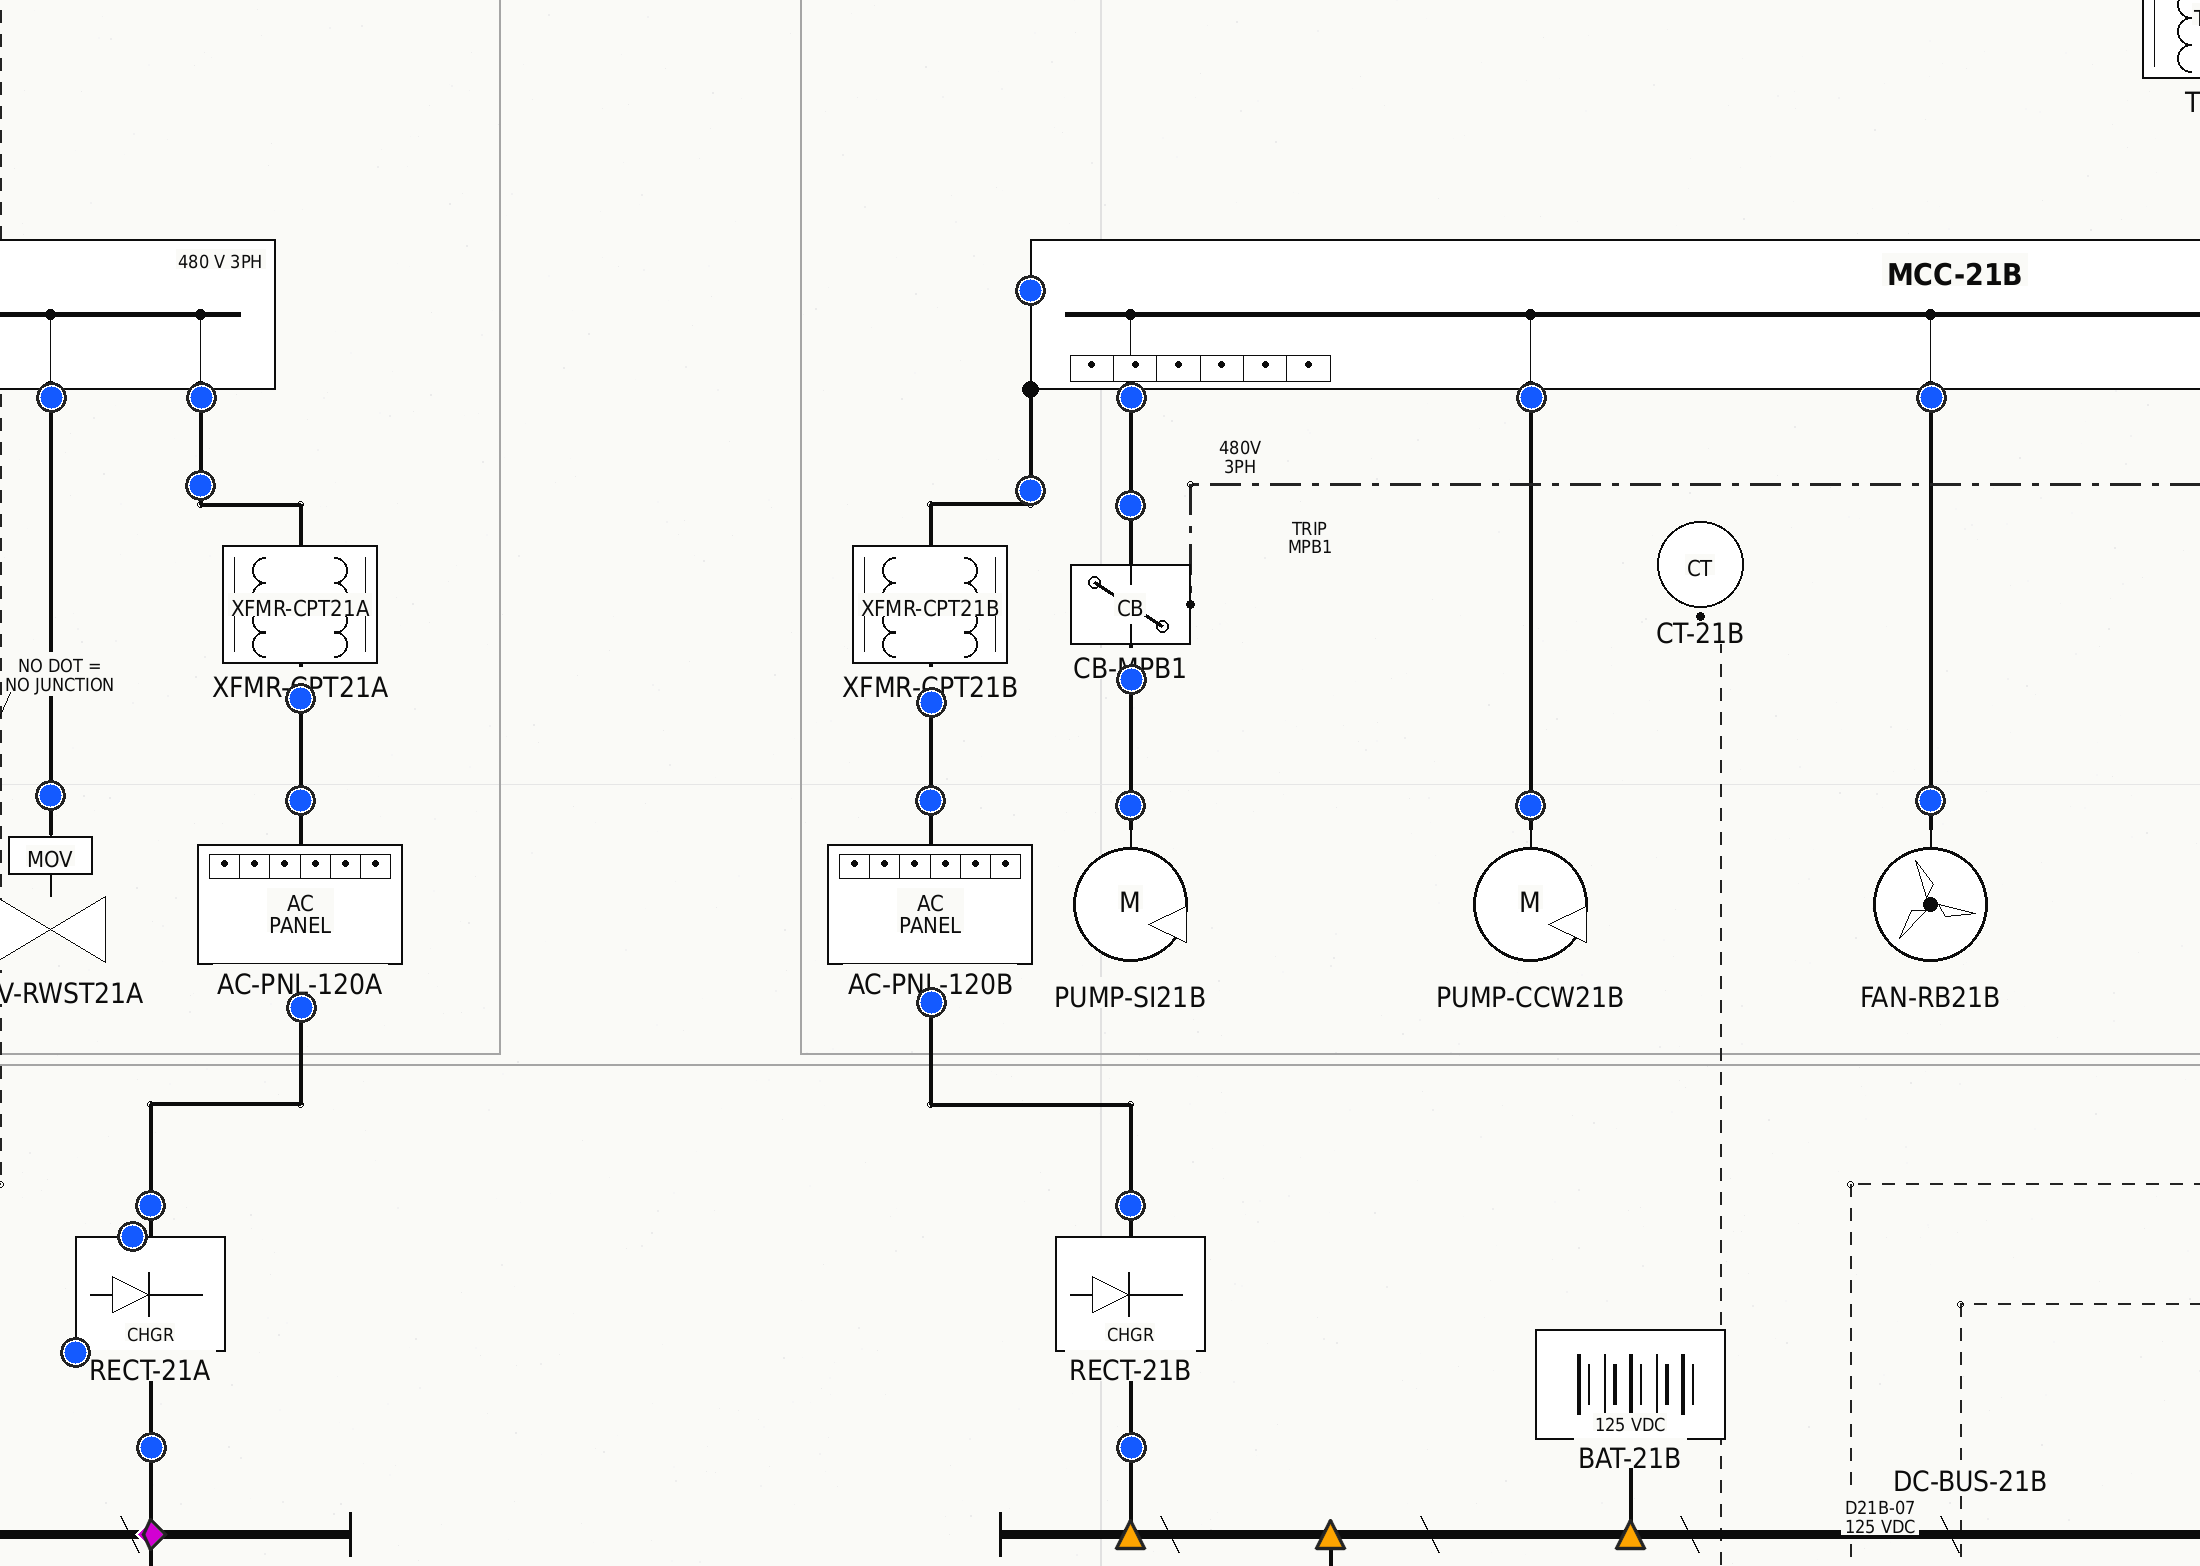 T
T
480 V 3PH
MCC-21B
480V
3PH
TRIP
MPB1
CT
CT-21B
XFMR-CPT21A
XFMR-CPT21A
XFMR-CPT21B
XFMR-CPT21B
CB
CB-MPB1
NO DOT =
NO JUNCTION
MOV
V-RWST21A
AC
PANEL
AC-PNL-120A
AC
PANEL
AC-PNL-120B
M
PUMP-SI21B
M
PUMP-CCW21B
FAN-RB21B
CHGR
RECT-21A
CHGR
RECT-21B
125 VDC
BAT-21B
DC-BUS-21B
D21B-07
125 VDC